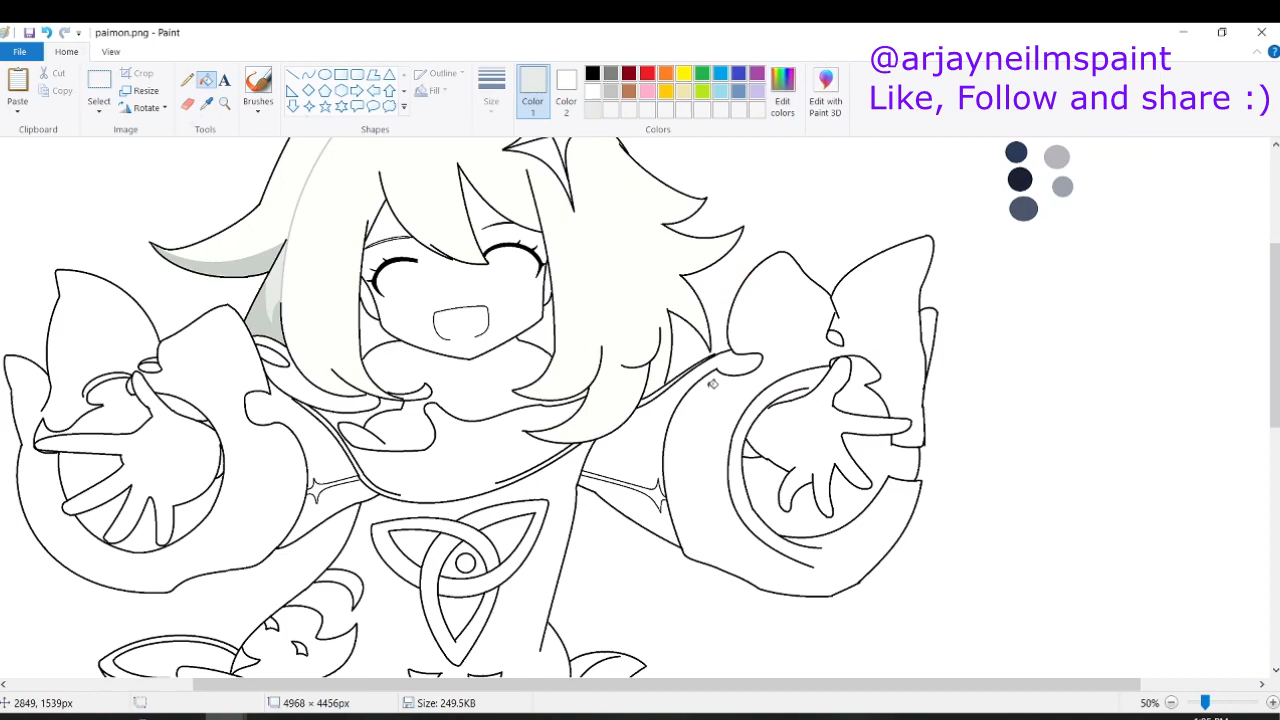 paimon.png - Paint
@arjayneilmspaint
Like, Follow and share :)
File
Home
View
Paste
Cut
Copy
Clipboard
Select
Crop
Resize
Rotate
Image
A
Tools
Brushes
Shapes
Outline
Fill
Size
Color
1
Color
2
Edit
colors
Edit with
Paint 3D
Colors
2849, 1539px
4968 × 4456px
Size: 249.5KB
50%